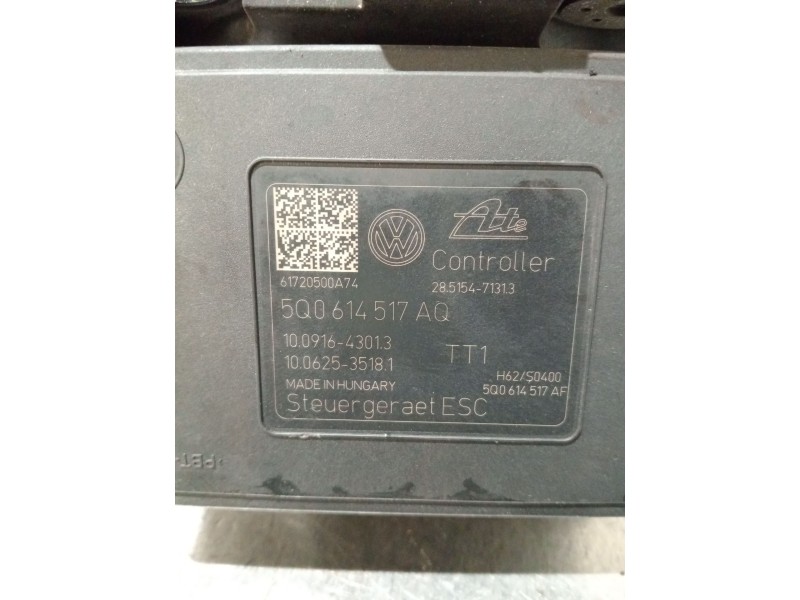 Ate
Controller
61720500A74
28.5154-7131.3
5Q0 614 517 AQ
10.0916-4301.3
10.0625-3518.1
TT1
H62/S0400
MADE IN HUNGARY
5Q0 614 517 AF
Steuergeraet ESC